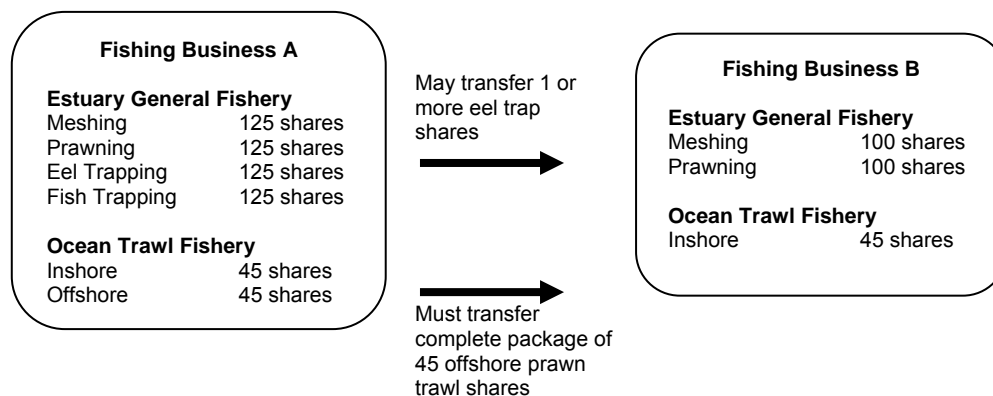 Fishing Business A
Estuary General Fishery
Meshing 125 shares
Prawning 125 shares
Eel Trapping 125 shares
Fish Trapping 125 shares
Ocean Trawl Fishery
Inshore 45 shares
Offshore 45 shares
May transfer 1 or
more eel trap
shares
Must transfer
complete package of
45 offshore prawn
trawl shares
Fishing Business B
Estuary General Fishery
Meshing 100 shares
Prawning 100 shares
Ocean Trawl Fishery
Inshore 45 shares